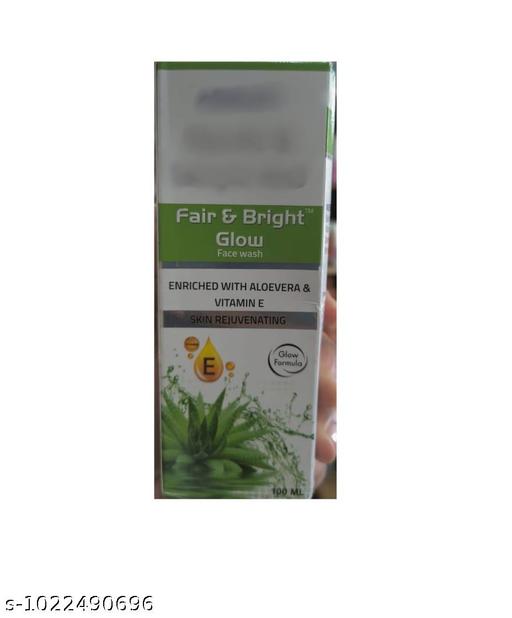 Fair & Bright™
Glow
Face wash
ENRICHED WITH ALOEVERA &
VITAMIN E
SKIN REJUVENATING
E
Glow
Formula
100 ML
s-1022490696